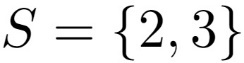 S = {2, 3}